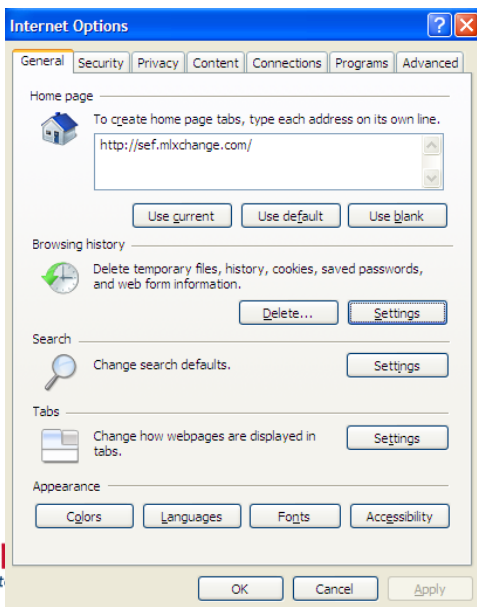 Internet Options
General Security Privacy Content Connections Programs Advanced
Home page
To create home page tabs, type each address on its own line.
http://sef.mlxchange.com/
Use current Use default Use blank
Browsing history
Delete temporary files, history, cookies, saved passwords,
and web form information.
Delete... Settings
Search
Change search defaults. Settings
Tabs
Change how webpages are displayed in Settings
tabs.
Appearance
Colors Languages Fonts Accessibility
OK Cancel Apply